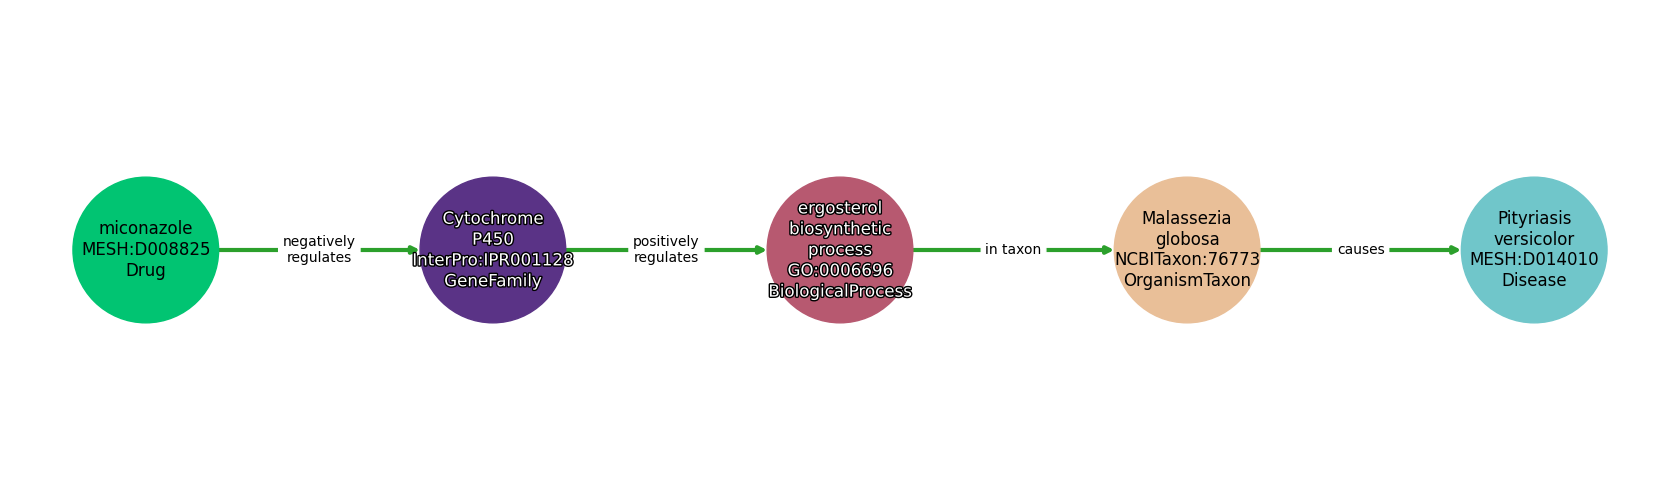 miconazole
MESH:D008825
Drug
negatively
regulates
Cytochrome
P450
InterPro:IPR001128
GeneFamily
positively
regulates
ergosterol
biosynthetic
process
GO:0006696
BiologicalProcess
in taxon
Malassezia
globosa
NCBITaxon:76773
OrganismTaxon
causes
Pityriasis
versicolor
MESH:D014010
Disease